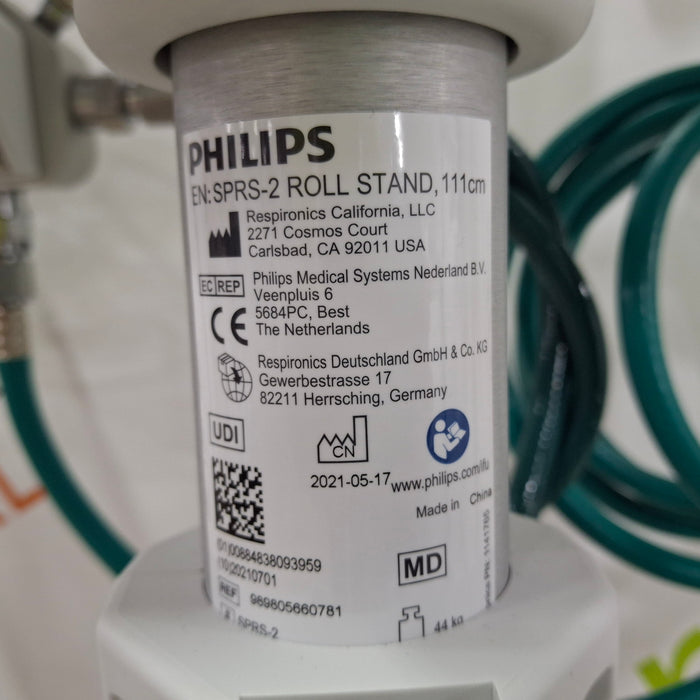 PHILIPS
EN: SPRS-2 ROLL STAND, 111cm
Respironics California, LLC
2271 Cosmos Court
Carlsbad, CA 92011 USA
EC REP
Philips Medical Systems Nederland B.V.
Veenpluis 6
5684PC, Best
The Netherlands
CE
Respironics Deutschland GmbH & Co. KG
Gewerbestrasse 17
82211 Herrsching, Germany
UDI
CN
2021-05-17
www.philips.com/ifu
Made in China
(01)00884838093959
(10)20210701
MD
REF 989805660781
SPRS-2
44 kg
1141765